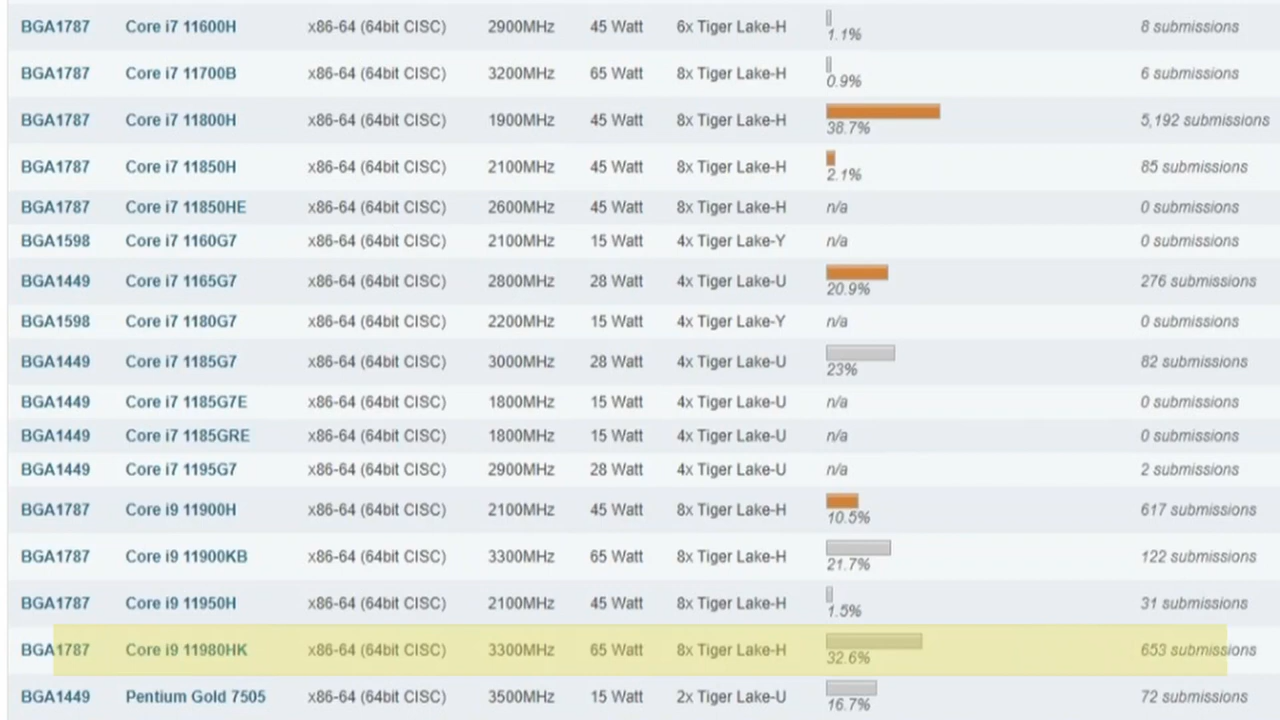 BGA1787 Core i7 11600H x86-64 (64bit CISC) 2900MHz 45 Watt 6x Tiger Lake-H 1.1% 8 submissions
BGA1787 Core i7 11700B x86-64 (64bit CISC) 3200MHz 65 Watt 8x Tiger Lake-H 0.9% 6 submissions
BGA1787 Core i7 11800H x86-64 (64bit CISC) 1900MHz 45 Watt 8x Tiger Lake-H 38.7% 5,192 submissions
BGA1787 Core i7 11850H x86-64 (64bit CISC) 2100MHz 45 Watt 8x Tiger Lake-H 2.1% 85 submissions
BGA1787 Core i7 11850HE x86-64 (64bit CISC) 2600MHz 45 Watt 8x Tiger Lake-H n/a 0 submissions
BGA1598 Core i7 1160G7 x86-64 (64bit CISC) 2100MHz 15 Watt 4x Tiger Lake-Y n/a 0 submissions
BGA1449 Core i7 1165G7 x86-64 (64bit CISC) 2800MHz 28 Watt 4x Tiger Lake-U 20.9% 276 submissions
BGA1598 Core i7 1180G7 x86-64 (64bit CISC) 2200MHz 15 Watt 4x Tiger Lake-Y n/a 0 submissions
BGA1449 Core i7 1185G7 x86-64 (64bit CISC) 3000MHz 28 Watt 4x Tiger Lake-U 23% 82 submissions
BGA1449 Core i7 1185G7E x86-64 (64bit CISC) 1800MHz 15 Watt 4x Tiger Lake-U n/a 0 submissions
BGA1449 Core i7 1185GRE x86-64 (64bit CISC) 1800MHz 15 Watt 4x Tiger Lake-U n/a 0 submissions
BGA1449 Core i7 1195G7 x86-64 (64bit CISC) 2900MHz 28 Watt 4x Tiger Lake-U n/a 2 submissions
BGA1787 Core i9 11900H x86-64 (64bit CISC) 2100MHz 45 Watt 8x Tiger Lake-H 10.5% 617 submissions
BGA1787 Core i9 11900KB x86-64 (64bit CISC) 3300MHz 65 Watt 8x Tiger Lake-H 21.7% 122 submissions
BGA1787 Core i9 11950H x86-64 (64bit CISC) 2100MHz 45 Watt 8x Tiger Lake-H 1.5% 31 submissions
BGA1787 Core i9 11980HK x86-64 (64bit CISC) 3300MHz 65 Watt 8x Tiger Lake-H 32.6% 653 submissions
BGA1449 Pentium Gold 7505 x86-64 (64bit CISC) 3500MHz 15 Watt 2x Tiger Lake-U 16.7% 72 submissions